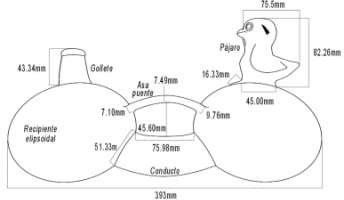 75.5mm
43.34mm
Gollete
Pájaro
82.26mm
Asa
puente
7.49mm
16.33mm
7.10mm
45.00mm
9.76mm
Recipiente
elipsoidal
45.60mm
51.33m
75.98mm
Conducto
393mm